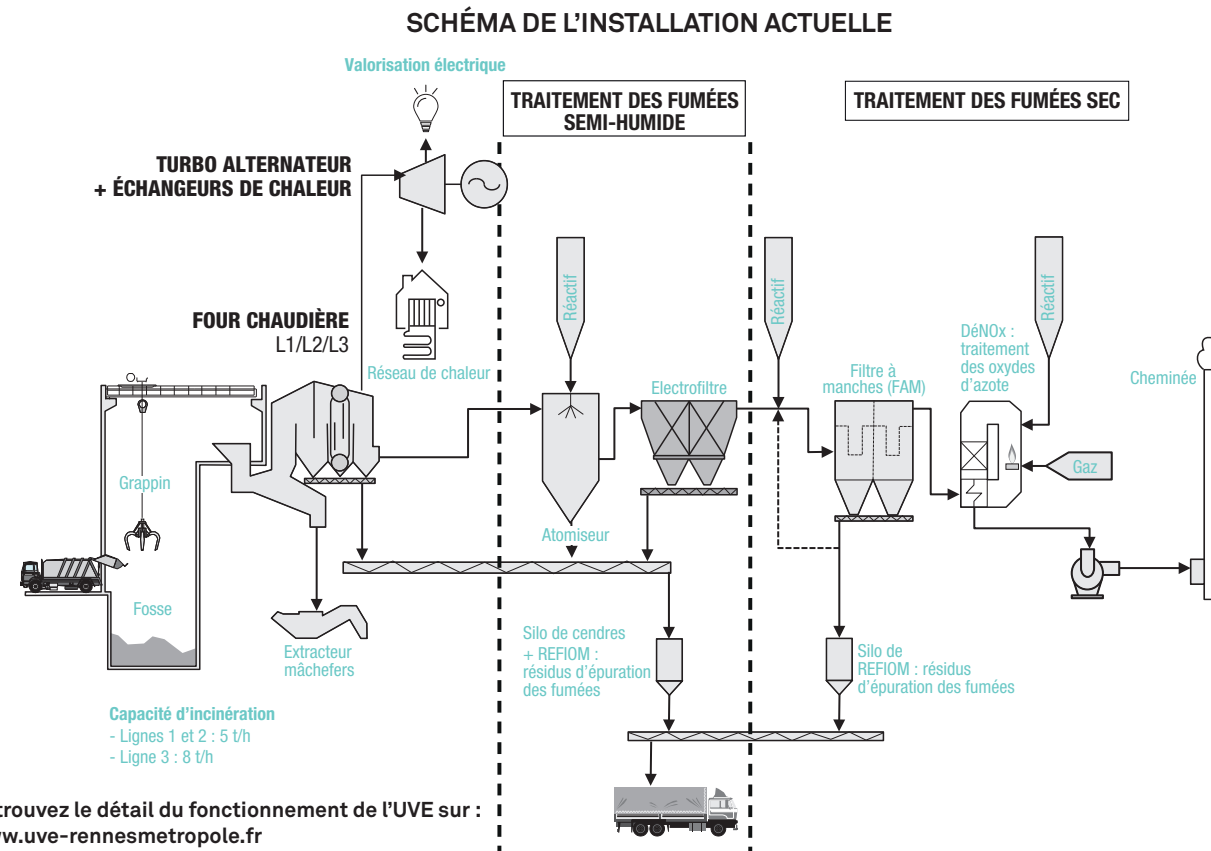 SCHÉMA DE L'INSTALLATION ACTUELLE
Valorisation électrique
TRAITEMENT DES FUMÉES
SEMI-HUMIDE
TRAITEMENT DES FUMÉES SEC
TURBO ALTERNATEUR
+ ÉCHANGEURS DE CHALEUR
FOUR CHAUDIÈRE
L1/L2/L3
Réseau de chaleur
Réactif
Réactif
Réactif
Electrofiltre
Filtre à
manches (FAM)
DéNOx :
traitement
des oxydes
d'azote
Cheminée
Gaz
Grappin
Fosse
Atomiseur
Extracteur
mâchefers
Silo de cendres
+ REFIOM :
résidus d'épuration
des fumées
Silo de
REFIOM : résidus
d'épuration des fumées
Capacité d'incinération
- Lignes 1 et 2 : 5 t/h
- Ligne 3 : 8 t/h
trouvez le détail du fonctionnement de l'UVE sur :
w.uve-rennesmetropole.fr